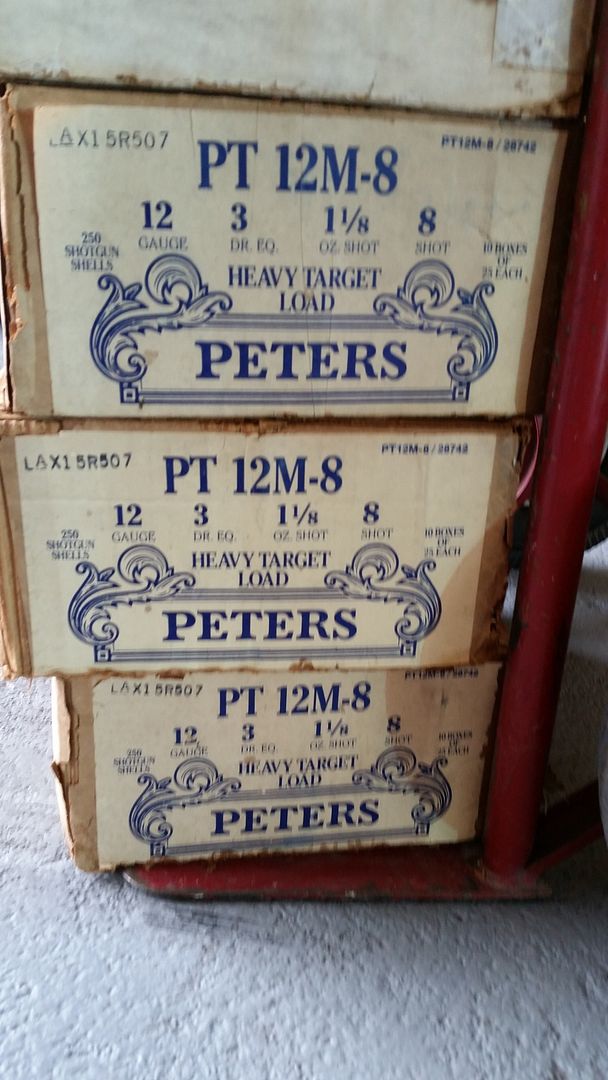 LAX15R507
PT12M-8/28742
PT 12M-8
12 3 1 1/8 8
GAUGE DR. EQ. OZ. SHOT SHOT
250
SHOTGUN
SHELLS
10 BOXES
OF
25 EACH
HEAVY TARGET
LOAD
PETERS
LAX15R507
PT12M-8/28742
PT 12M-8
12 3 1 1/8 8
GAUGE DR. EQ. OZ. SHOT SHOT
250
SHOTGUN
SHELLS
10 BOXES
OF
25 EACH
HEAVY TARGET
LOAD
PETERS
LAX15R507
PT12M-8/28742
PT 12M-8
12 3 1 1/8 8
GAUGE DR. EQ. OZ. SHOT SHOT
250
SHOTGUN
SHELLS
10 BOXES
OF
25 EACH
HEAVY TARGET
LOAD
PETERS